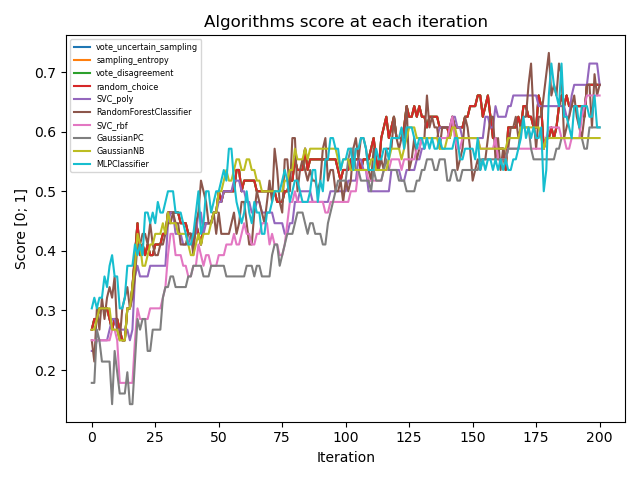 Algorithms score at each iteration
vote_uncertain_sampling
sampling_entropy
vote_disagreement
random_choice
SVC_poly
RandomForestClassifier
SVC_rbf
GaussianPC
GaussianNB
MLPClassifier
Score [0; 1]
0.7
0.6
0.5
0.4
0.3
0.2
0 25 50 75 100 125 150 175 200
Iteration